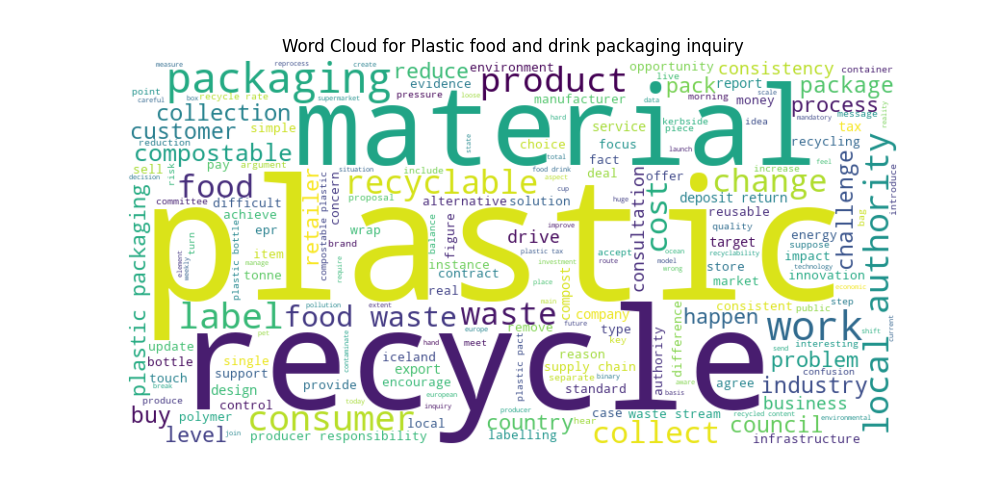 Word Cloud for Plastic food and drink packaging inquiry
measure
reprocess
create
packaging
reduce
environment
product
opportunity
live
consistency
container
point
careful
box
recycle rate
supermarket
evidence
pressure
loose
manufacturer
pack
report
data
scale
package
collection
material
morning
money
process
customer
simple
hard
service
kerbside
piece
idea
mandatory
message
reality
reduction
state
choice
focus
tax
compostable
launch
recycling
sell
pay
argument
situation
include
total
food drink
fact
deal
offer
increase
feel
decision
risk
food
retailer
concern
recyclable
aspect
cup
huge
cost
change
challenge
local authority
introduce
committee
difficult
compostable plastic
proposal
alternative
solution
consultation
deposit return
reusable
bag
plastic packaging
achieve
wrap
plastic
improve
quality
energy
economic
epr
turn
plastic bottle
brand
balance
figure
drive
plastic tax
accept
ocean
target
suppose
element
weekly
item
instance
investment
route
model
recyclability
store
impact
technology
manage
tonne
require
contract
compost
place
wrong
market
innovation
real
main
label
food waste
waste
pollution
extent
company
happen
consistent
public
step
work
current
shift
update
pet
contaminate
hand
europe
future
remove
type
difference
send
interesting
bottle
single
iceland
meet
plastic pact
reason
key
authority
problem
touch
support
export
supply chain
agree
confusion
break
design
provide
encourage
separate
binary
aware
industry
produce
recycle
standard
basis
control
today
european
producer
business
buy
polymer
consumer
inquiry
country
case
waste stream
recycled content
environmental
local
hear
council
level
join
producer responsibility
labelling
collect
infrastructure